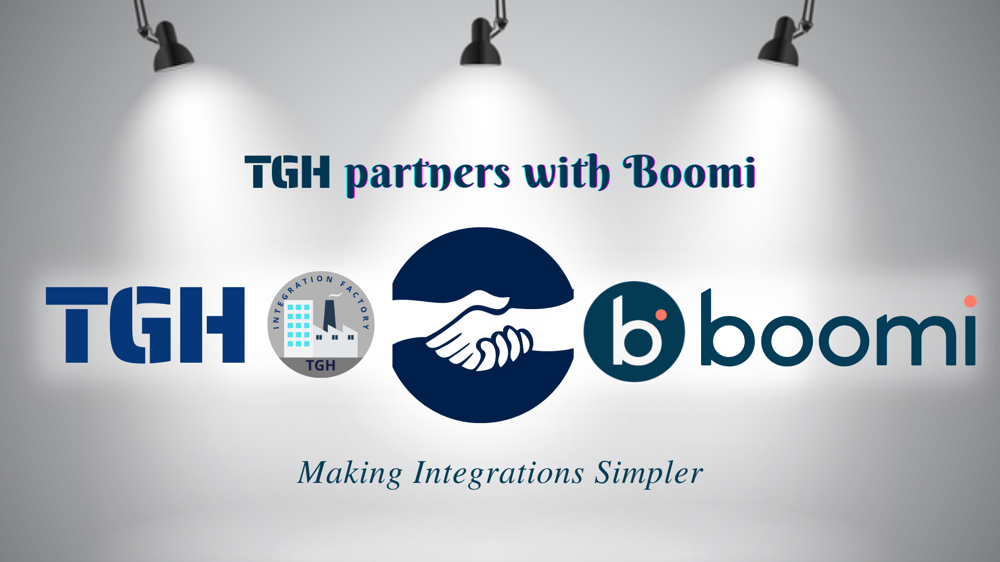 TGH partners with Boomi
TGH
INTEGRATION FACTORY
TGH
b
boomi
Making Integrations Simpler